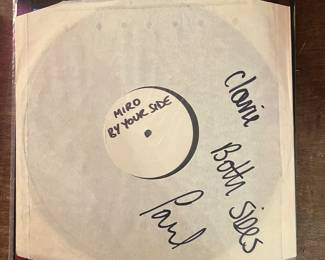 MIRO
BY YOUR SIDE
Claire
Both sides
Paul